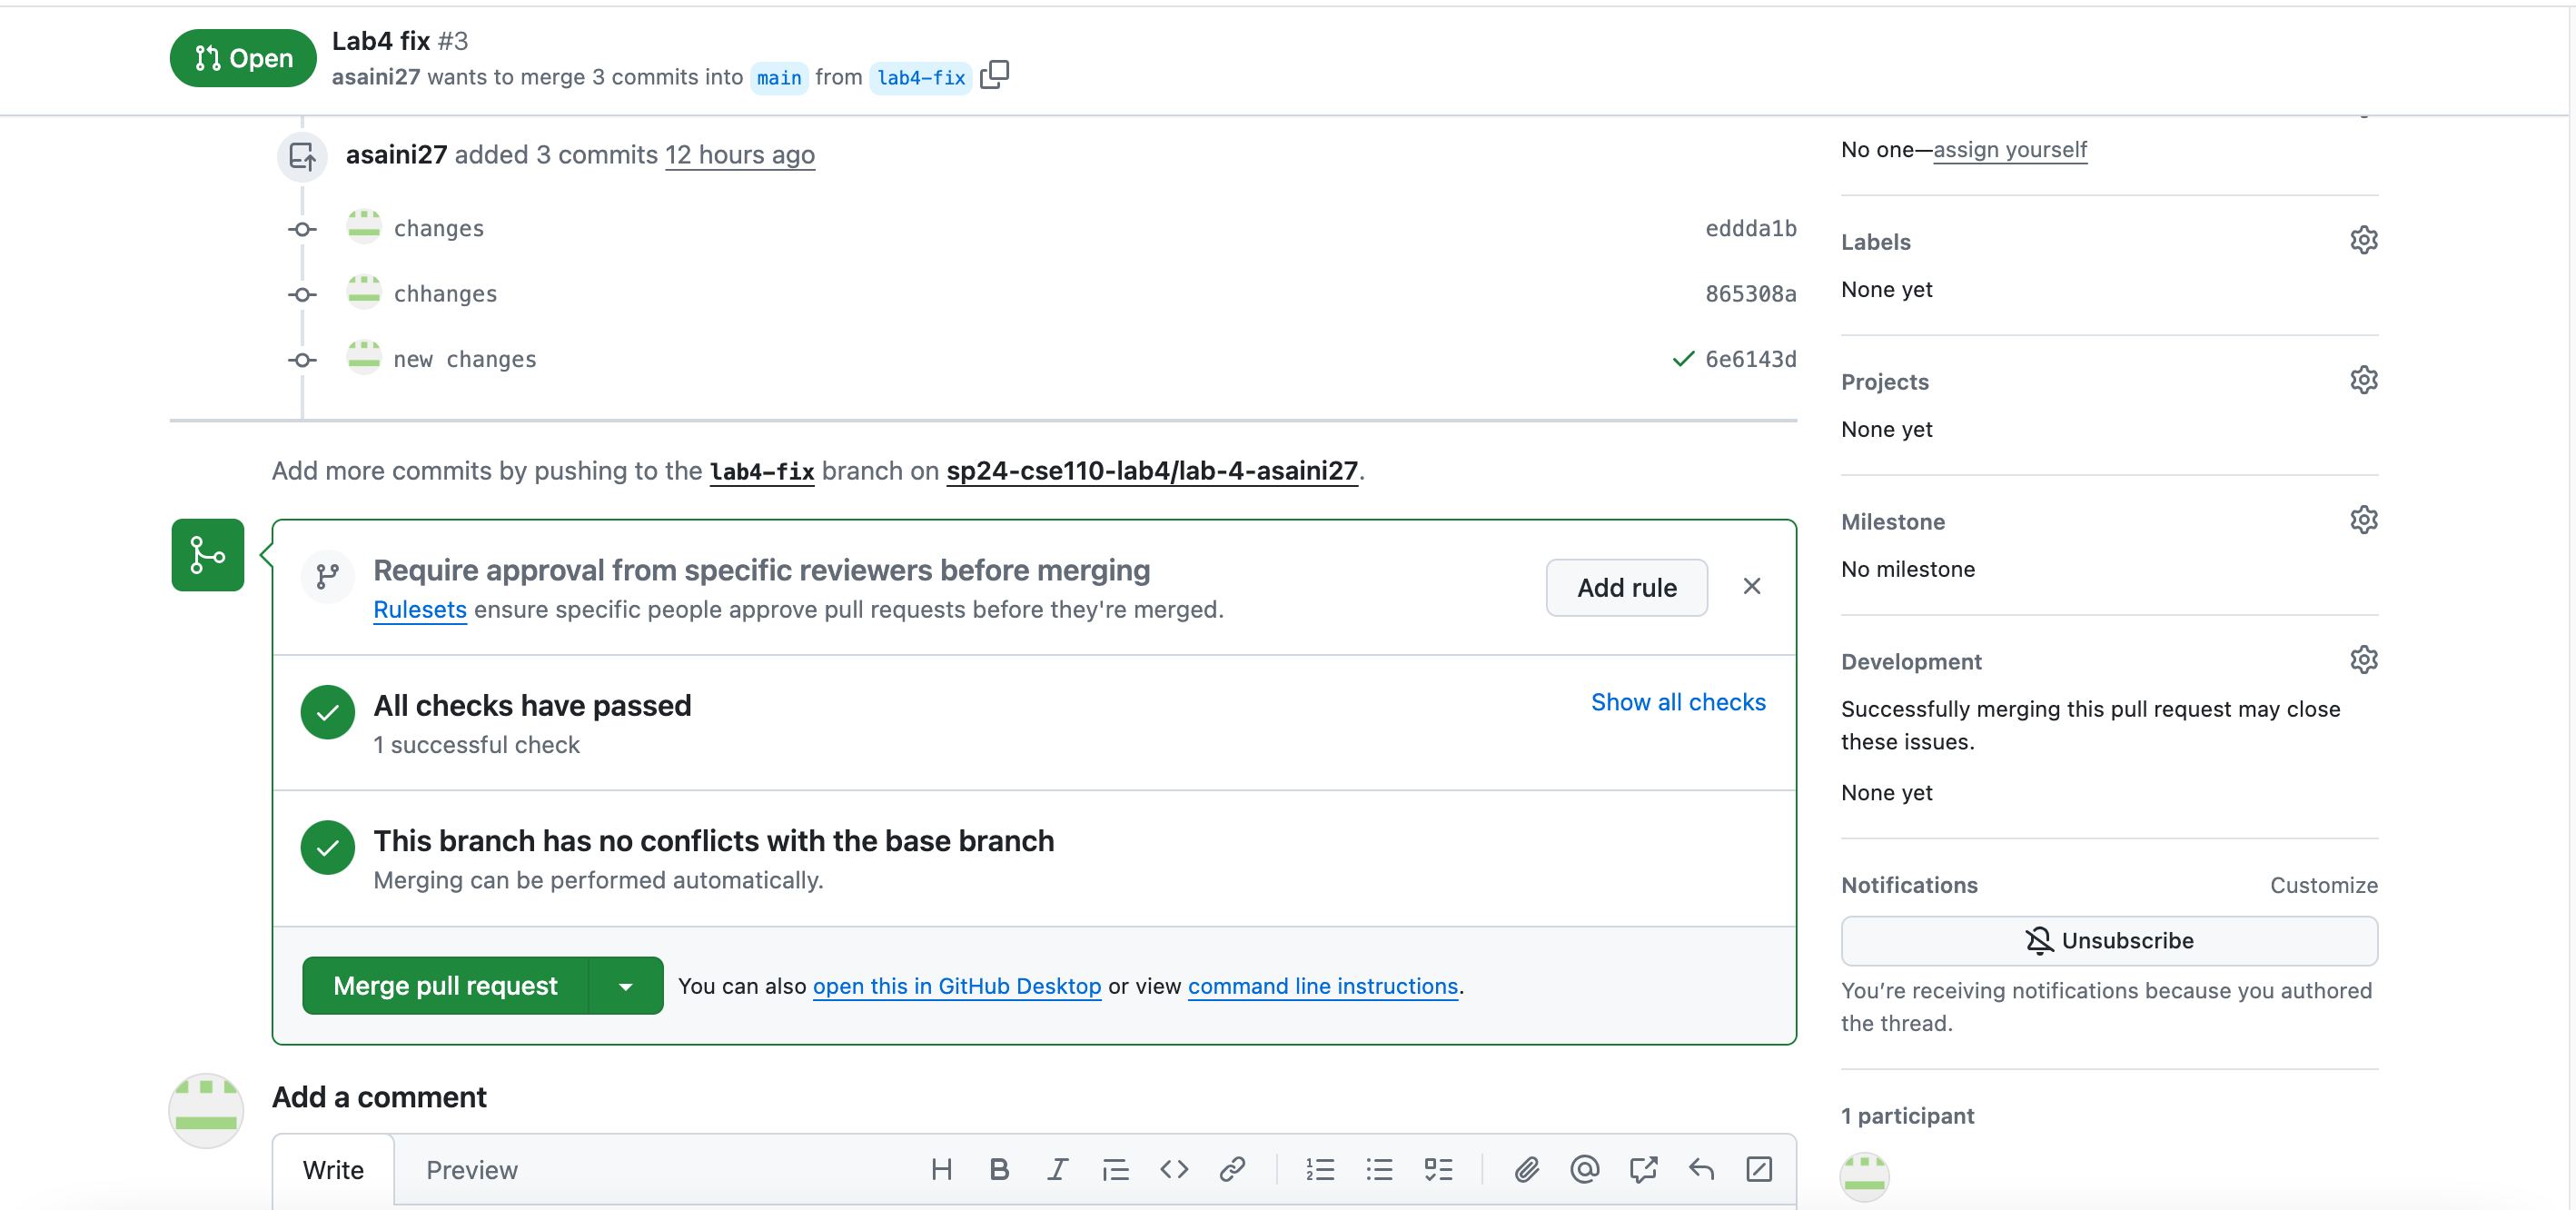 Open
Lab4 fix #3
asaini27 wants to merge 3 commits into main from lab4-fix
asaini27 added 3 commits 12 hours ago
changes eddda1b
chhanges 865308a
new changes 6e6143d
Add more commits by pushing to the lab4-fix branch on sp24-cse110-lab4/lab-4-asaini27.
Require approval from specific reviewers before merging
Rulesets ensure specific people approve pull requests before they're merged.
Add rule
All checks have passed
1 successful check
Show all checks
This branch has no conflicts with the base branch
Merging can be performed automatically.
Merge pull request
You can also open this in GitHub Desktop or view command line instructions.
Add a comment
Write Preview
No one—assign yourself
Labels
None yet
Projects
None yet
Milestone
No milestone
Development
Successfully merging this pull request may close
these issues.
None yet
Notifications Customize
Unsubscribe
You’re receiving notifications because you authored
the thread.
1 participant